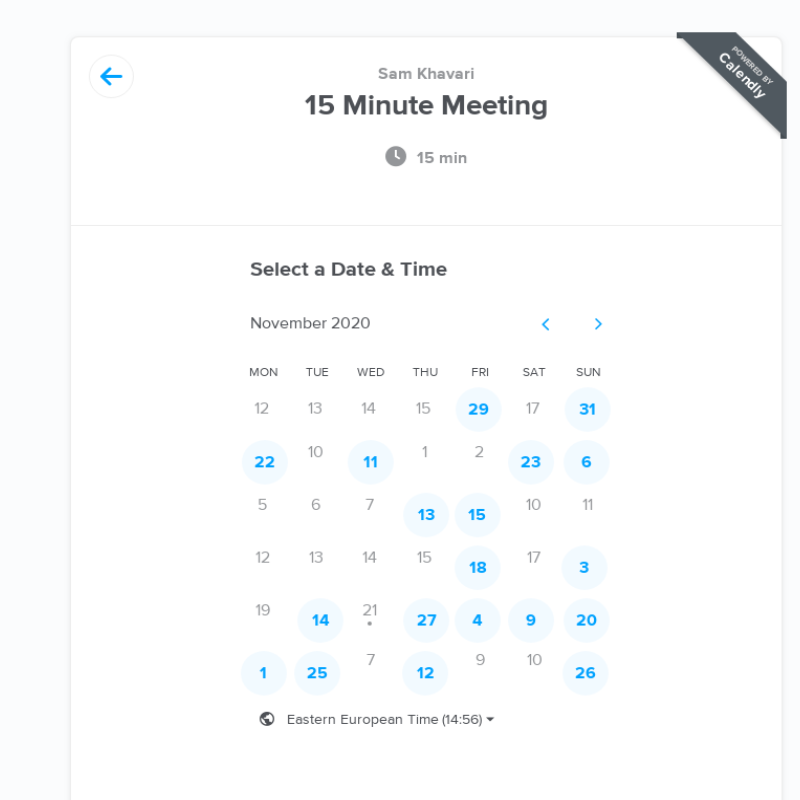 POWERED BY
Calendly
Sam Khavari
15 Minute Meeting
15 min
Select a Date & Time
November 2020
MON TUE WED THU FRI SAT SUN
12 13 14 15 29 17 31
22 10 11 1 2 23 6
5 6 7 13 15 10 11
12 13 14 15 18 17 3
19 14 21 27 4 9 20
1 25 7 12 9 10 26
Eastern European Time (14:56)